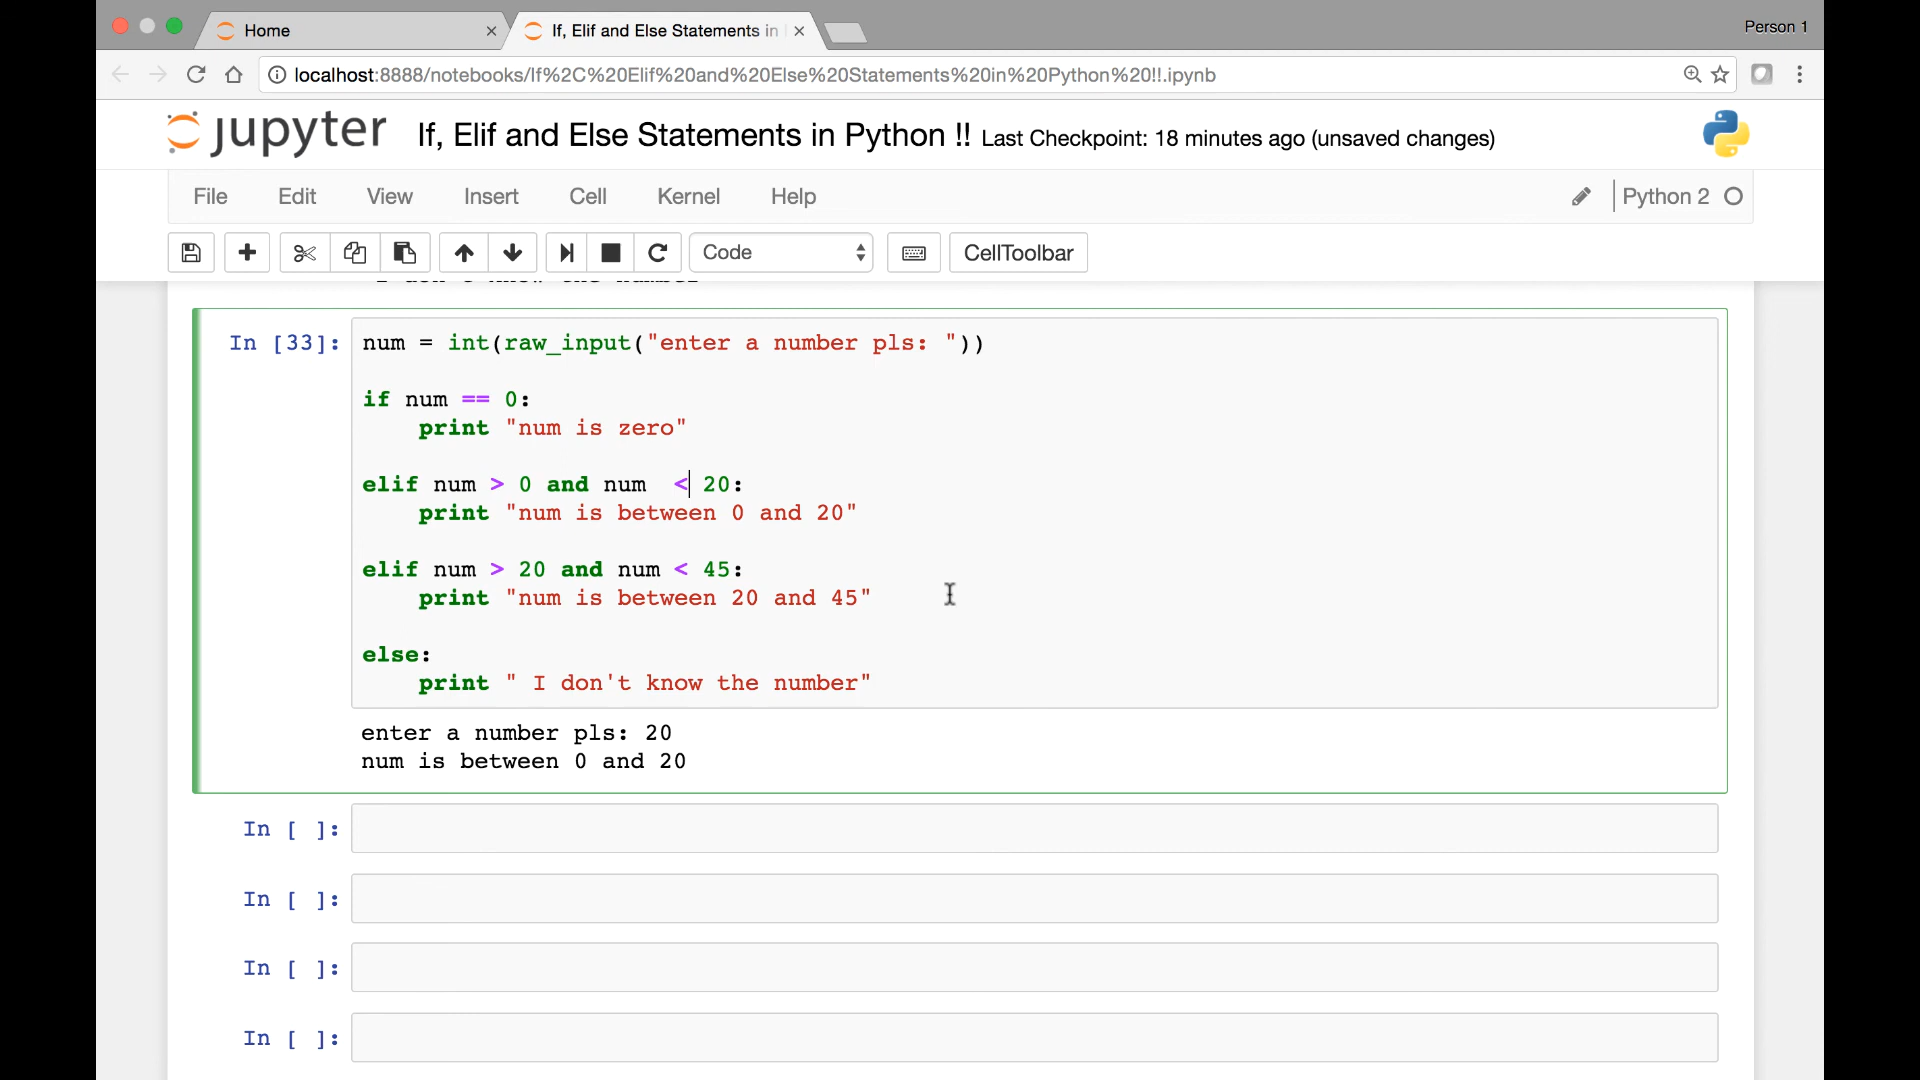 Home
If, Elif and Else Statements in
Person 1
localhost:8888/notebooks/If%2C%20Elif%20and%20Else%20Statements%20in%20Python%20!!.ipynb
jupyter If, Elif and Else Statements in Python !! Last Checkpoint: 18 minutes ago (unsaved changes)
File Edit View Insert Cell Kernel Help Python 2
Code CellToolbar
I don't know the number
In [33]: num = int(raw_input("enter a number pls: "))
if num == 0:
    print "num is zero"
elif num > 0 and num  < 20:
    print "num is between 0 and 20"
elif num > 20 and num < 45:
    print "num is between 20 and 45"
else:
    print " I don't know the number"
enter a number pls: 20
num is between 0 and 20
In [ ]:
In [ ]:
In [ ]:
In [ ]: